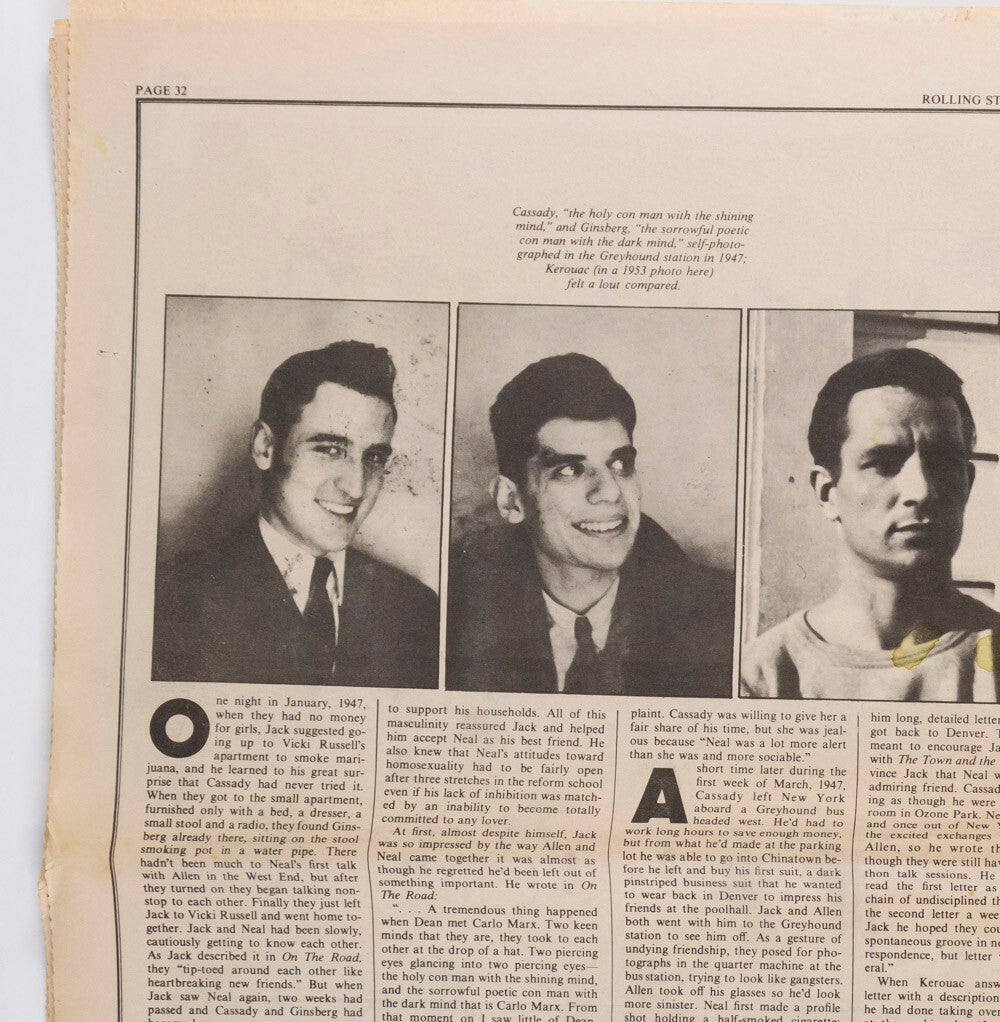 PAGE 32
ROLLING ST
Cassady, “the holy con man with the shining
mind,” and Ginsberg, “the sorrowful poetic
con man with the dark mind,” self-photo-
graphed in the Greyhound station in 1947;
Kerouac (in a 1953 photo here)
felt a lout compared.
One night in January, 1947,
when they had no money
for girls, Jack suggested go-
ing up to Vicki Russell's
apartment to smoke mari-
juana, and he learned to his great sur-
prise that Cassady had never tried it.
When they got to the small apartment,
furnished only with a bed, a dresser, a
small stool and a radio, they found Gins-
berg already there, sitting on the stool
smoking pot in a water pipe. There
hadn't been much to Neal's first talk
with Allen in the West End, but after
they turned on they began talking non-
stop to each other. Finally they just left
Jack to Vicki Russell and went home to-
gether. Jack and Neal had been slowly,
cautiously getting to know each other.
As Jack described it in On The Road,
they “tip-toed around each other like
heartbreaking new friends.” But when
Jack saw Neal again, two weeks had
passed and Cassady and Ginsberg had
to support his households. All of this
masculinity reassured Jack and helped
him accept Neal as his best friend. He
also knew that Neal's attitudes toward
homosexuality had to be fairly open
after three stretches in the reform school
even if his lack of inhibition was match-
ed by an inability to become totally
committed to any lover.
At first, almost despite himself, Jack
was so impressed by the way Allen and
Neal came together it was almost as
though he regretted he'd been left out of
something important. He wrote in On
The Road:
“. . . A tremendous thing happened
when Dean met Carlo Marx. Two keen
minds that they are, they took to each
other at the drop of a hat. Two piercing
eyes glancing into two piercing eyes—
the holy con man with the shining mind,
and the sorrowful poetic con man with
the dark mind that is Carlo Marx. From
that moment on I saw little of Dean,
plaint. Cassady was willing to give her a
fair share of his time, but she was jeal-
ous because “Neal was a lot more alert
than she was and more sociable.”
A short time later during the
first week of March, 1947,
Cassady left New York
aboard a Greyhound bus
headed west. He'd had to
work long hours to save enough money,
but from what he'd made at the parking
lot he was able to go into Chinatown be-
fore he left and buy his first suit, a dark
pinstriped business suit that he wanted
to wear back in Denver to impress his
friends at the poolhall. Jack and Allen
both went with him to the Greyhound
station to see him off. As a gesture of
undying friendship, they posed for pho-
tographs in the quarter machine at the
bus station, trying to look like gangsters.
Allen took off his glasses so he'd look
more sinister. Neal first made a profile
shot holding a half-smoked cigarette;
him long, detailed letter
got back to Denver. T
meant to encourage Ja
with The Town and the
vince Jack that Neal w
admiring friend. Cassad
ing as though he were
room in Ozone Park. Ne
and once out of New Y
the excited exchanges
Allen, so he wrote th
though they were still hav
thon talk sessions. He
read the first letter as
chain of undisciplined th
the second letter a wee
Jack he hoped they cou
spontaneous groove in ne
respondence, but letter
eral.”
When Kerouac answ
letter with a description
he had done taking over